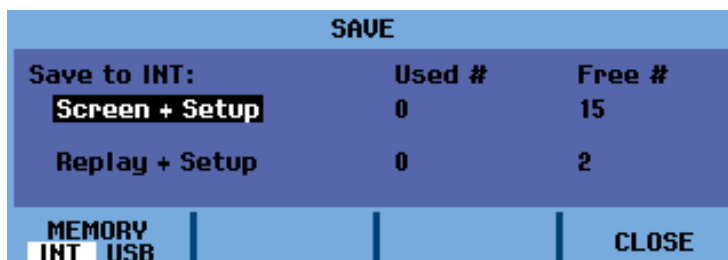 SAVE
Save to INT: Used # Free #
Screen + Setup 0 15
Replay + Setup 0 2
MEMORY
INT USB CLOSE